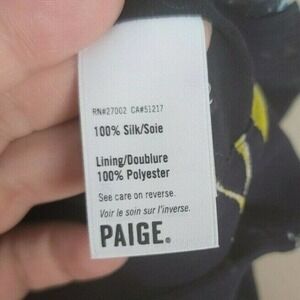 RN#27002 CA#51217
100% Silk/Soie
Lining/Doublure
100% Polyester
See care on reverse.
Voir le soin sur l'inverse.
PAIGE®